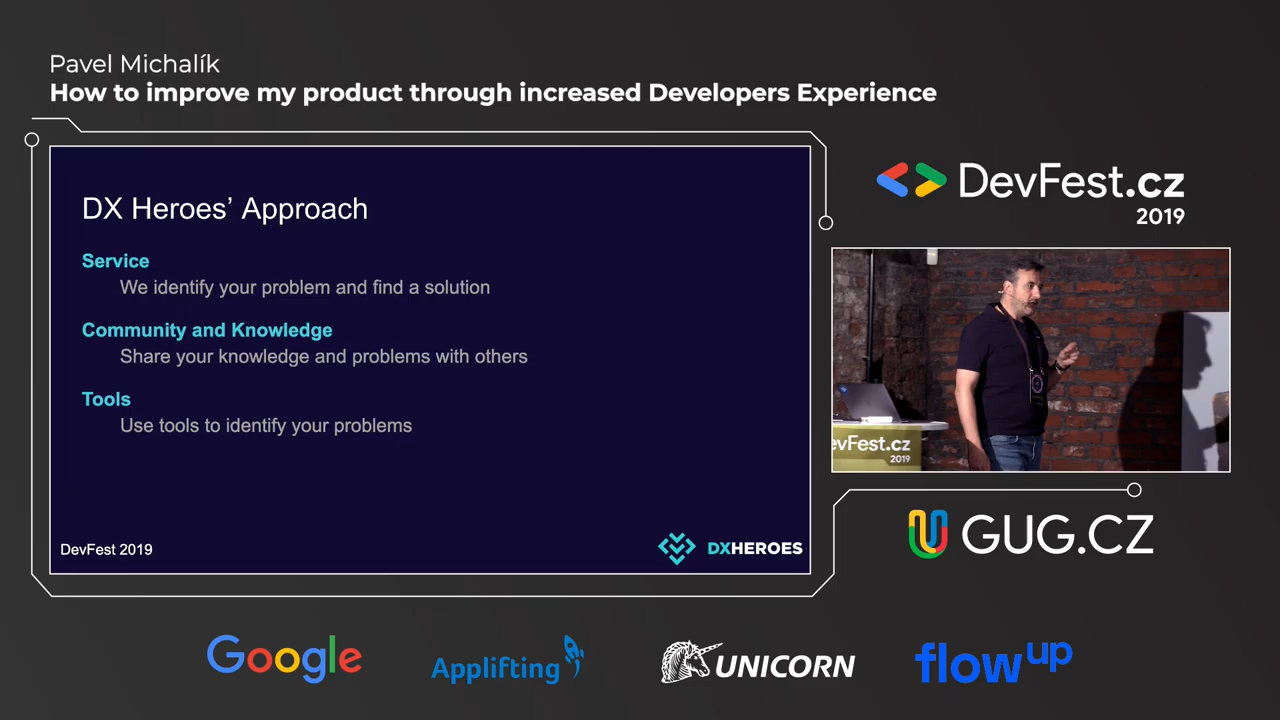 Pavel Michalík
How to improve my product through increased Developers Experience
DX Heroes’ Approach
Service
We identify your problem and find a solution
Community and Knowledge
Share your knowledge and problems with others
Tools
Use tools to identify your problems
DevFest 2019
DXHEROES
DevFest.cz
2019
evFest.cz
2019
GUG.CZ
Google
Applifting
UNICORN
flowup